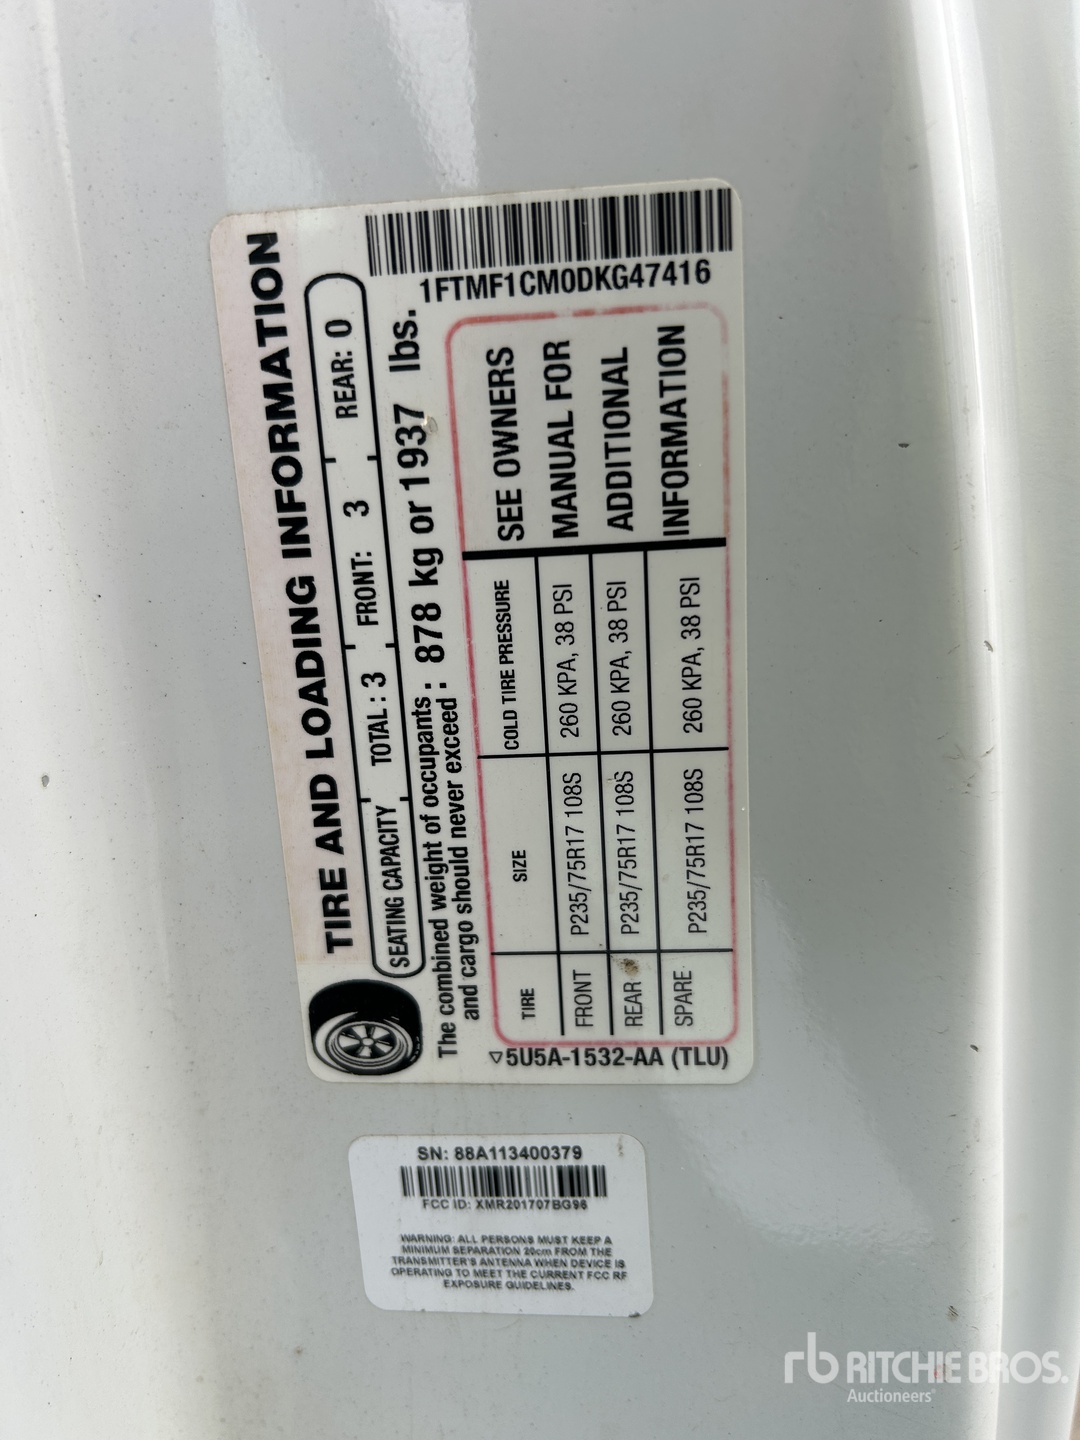 TIRE AND LOADING INFORMATION
SEATING CAPACITY TOTAL : 3 FRONT: 3 REAR: 0
The combined weight of occupants and cargo should never exceed : 878 kg or 1937 lbs.
TIRE SIZE COLD TIRE PRESSURE
FRONT P235/75R17 108S 260 KPA, 38 PSI
REAR P235/75R17 108S 260 KPA, 38 PSI
SPARE P235/75R17 108S 260 KPA, 38 PSI
SEE OWNERS
MANUAL FOR
ADDITIONAL
INFORMATION
1FTMF1CM0DKG47416
5U5A-1532-AA (TLU)
SN: 88A113400379
FCC ID: XMR201707BG96
WARNING: ALL PERSONS MUST KEEP A
MINIMUM SEPARATION 20cm FROM THE
TRANSMITTER'S ANTENNA WHEN DEVICE IS
OPERATING TO MEET THE CURRENT FCC RF
EXPOSURE GUIDELINES.
rb RITCHIE BROS.
Auctioneers